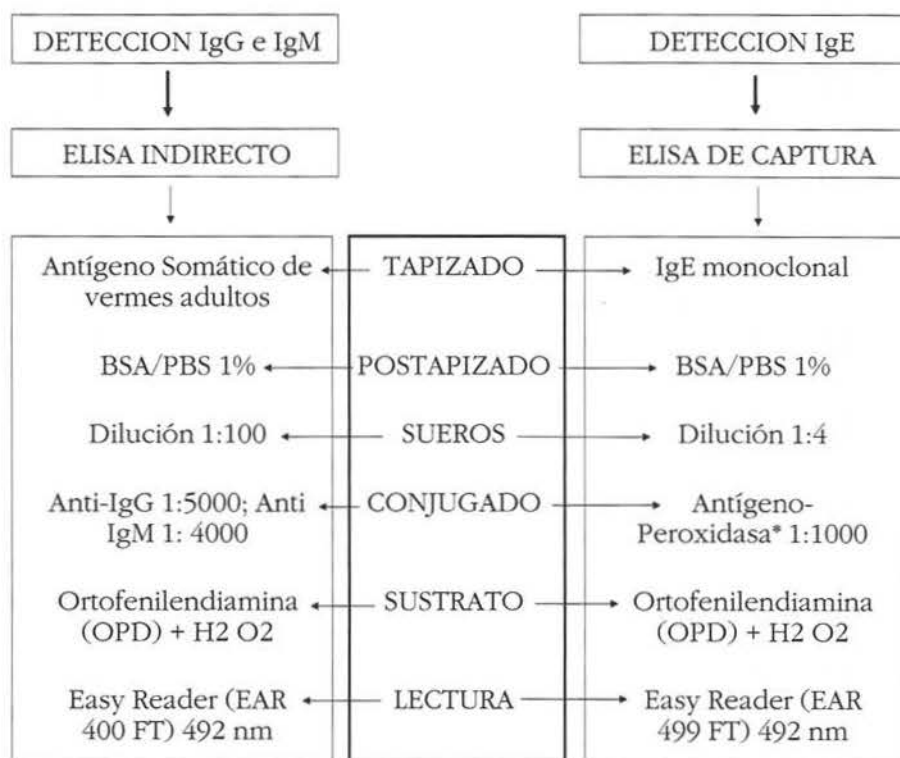 DETECCION IgG e IgM
DETECCION IgE
ELISA INDIRECTO
ELISA DE CAPTURA
Antígeno Somático de
vermes adultos
TAPIZADO
IgE monoclonal
BSA/PBS 1%
POSTAPIZADO
BSA/PBS 1%
Dilución 1:100
SUEROS
Dilución 1:4
Anti-IgG 1:5000; Anti
IgM 1: 4000
CONJUGADO
Antígeno-
Peroxidasa* 1:1000
Ortofenilendiamina
(OPD) + H2 O2
SUSTRATO
Ortofenilendiamina
(OPD) + H2 O2
Easy Reader (EAR
400 FT) 492 nm
LECTURA
Easy Reader (EAR
499 FT) 492 nm